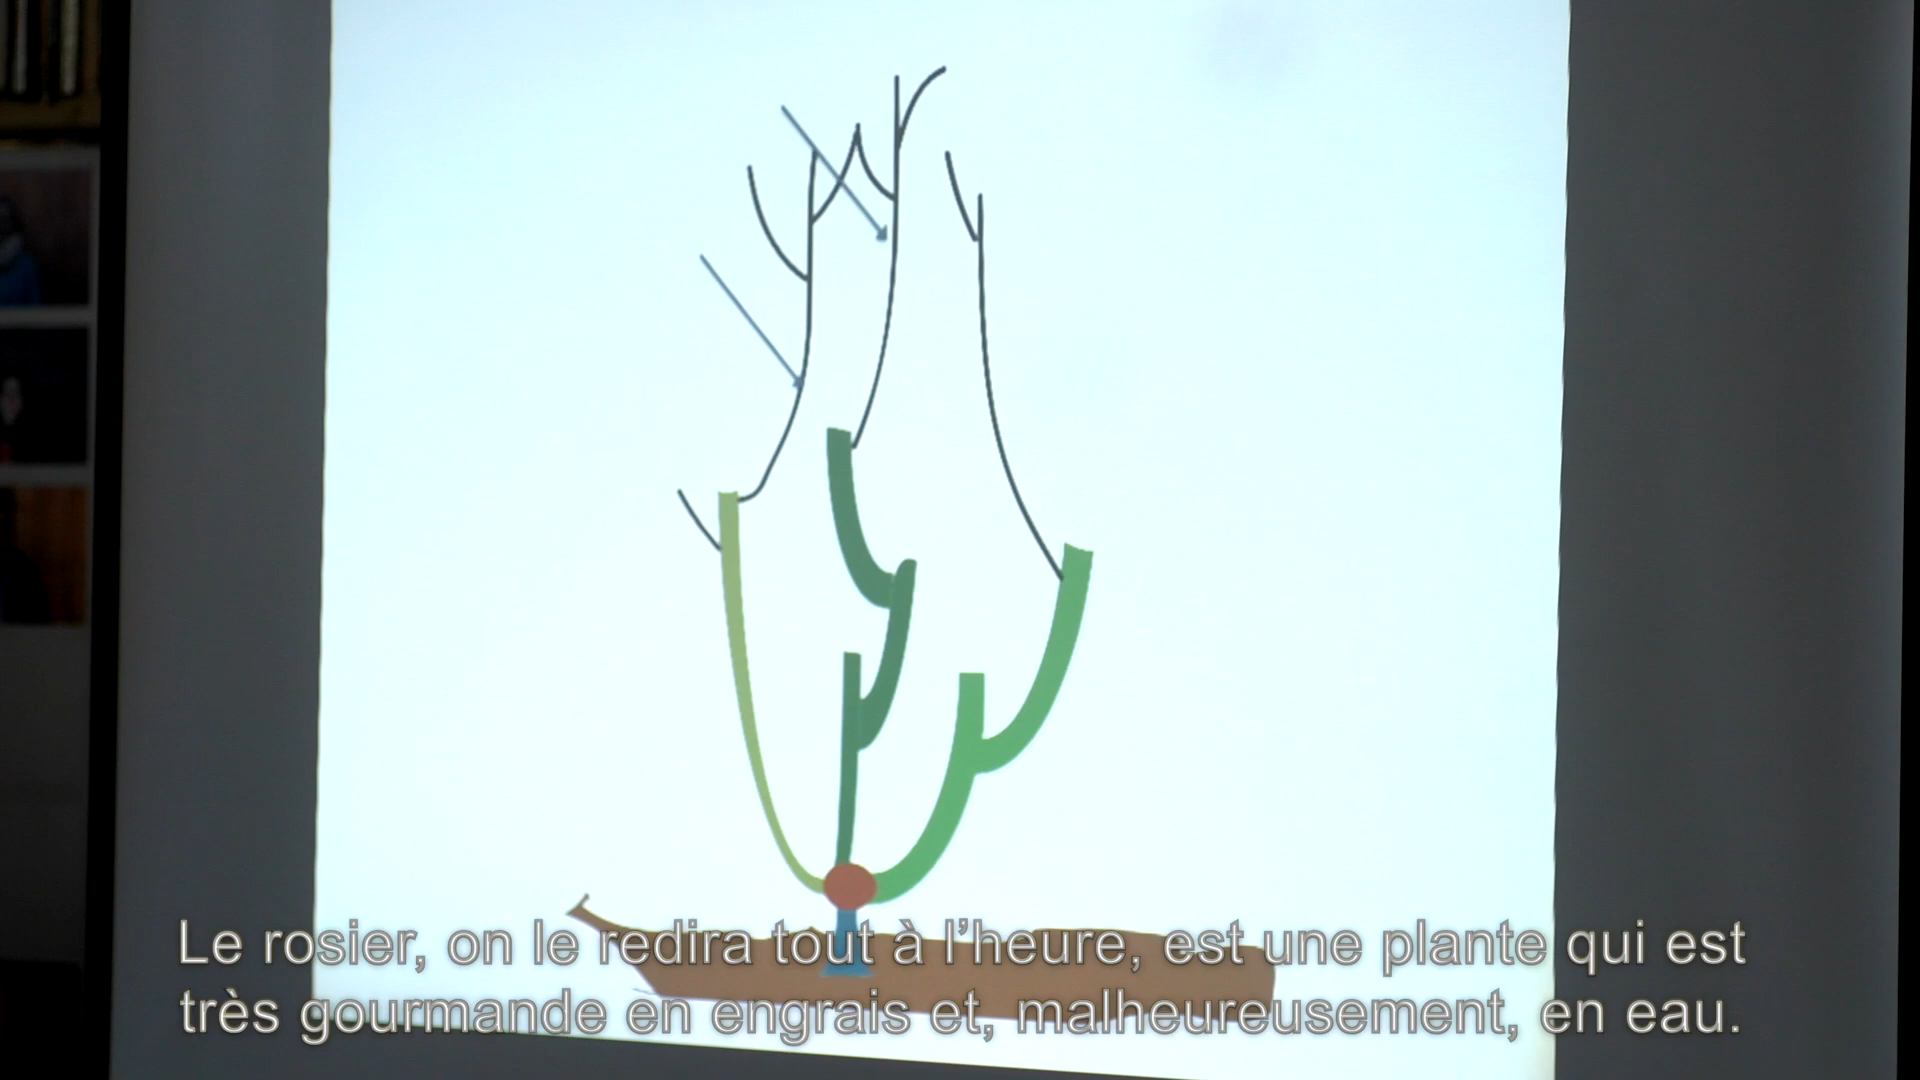 Le rosier, on le redira tout à l’heure, est une plante qui est
très gourmande en engrais et, malheureusement, en eau.